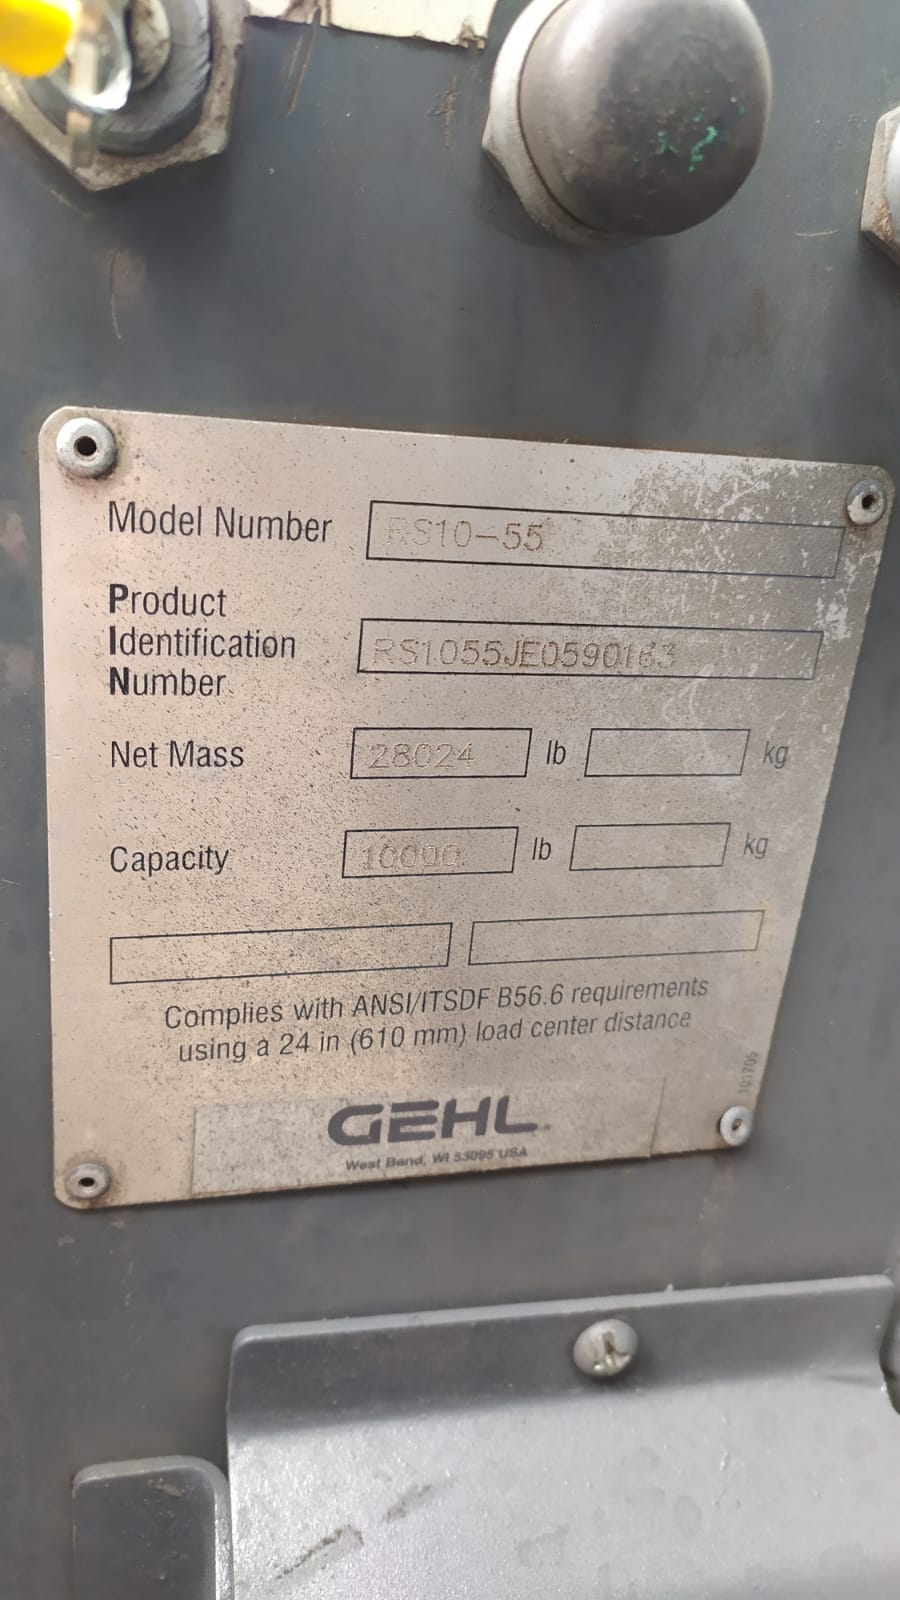 Model Number RS10-55
Product
Identification
Number RS1055JE0590163
Net Mass 28024 lb kg
Capacity 10000 lb kg
Complies with ANSI/ITSDF B56.6 requirements
using a 24 in (610 mm) load center distance
101706
GEHL
West Bend, WI 53095 USA